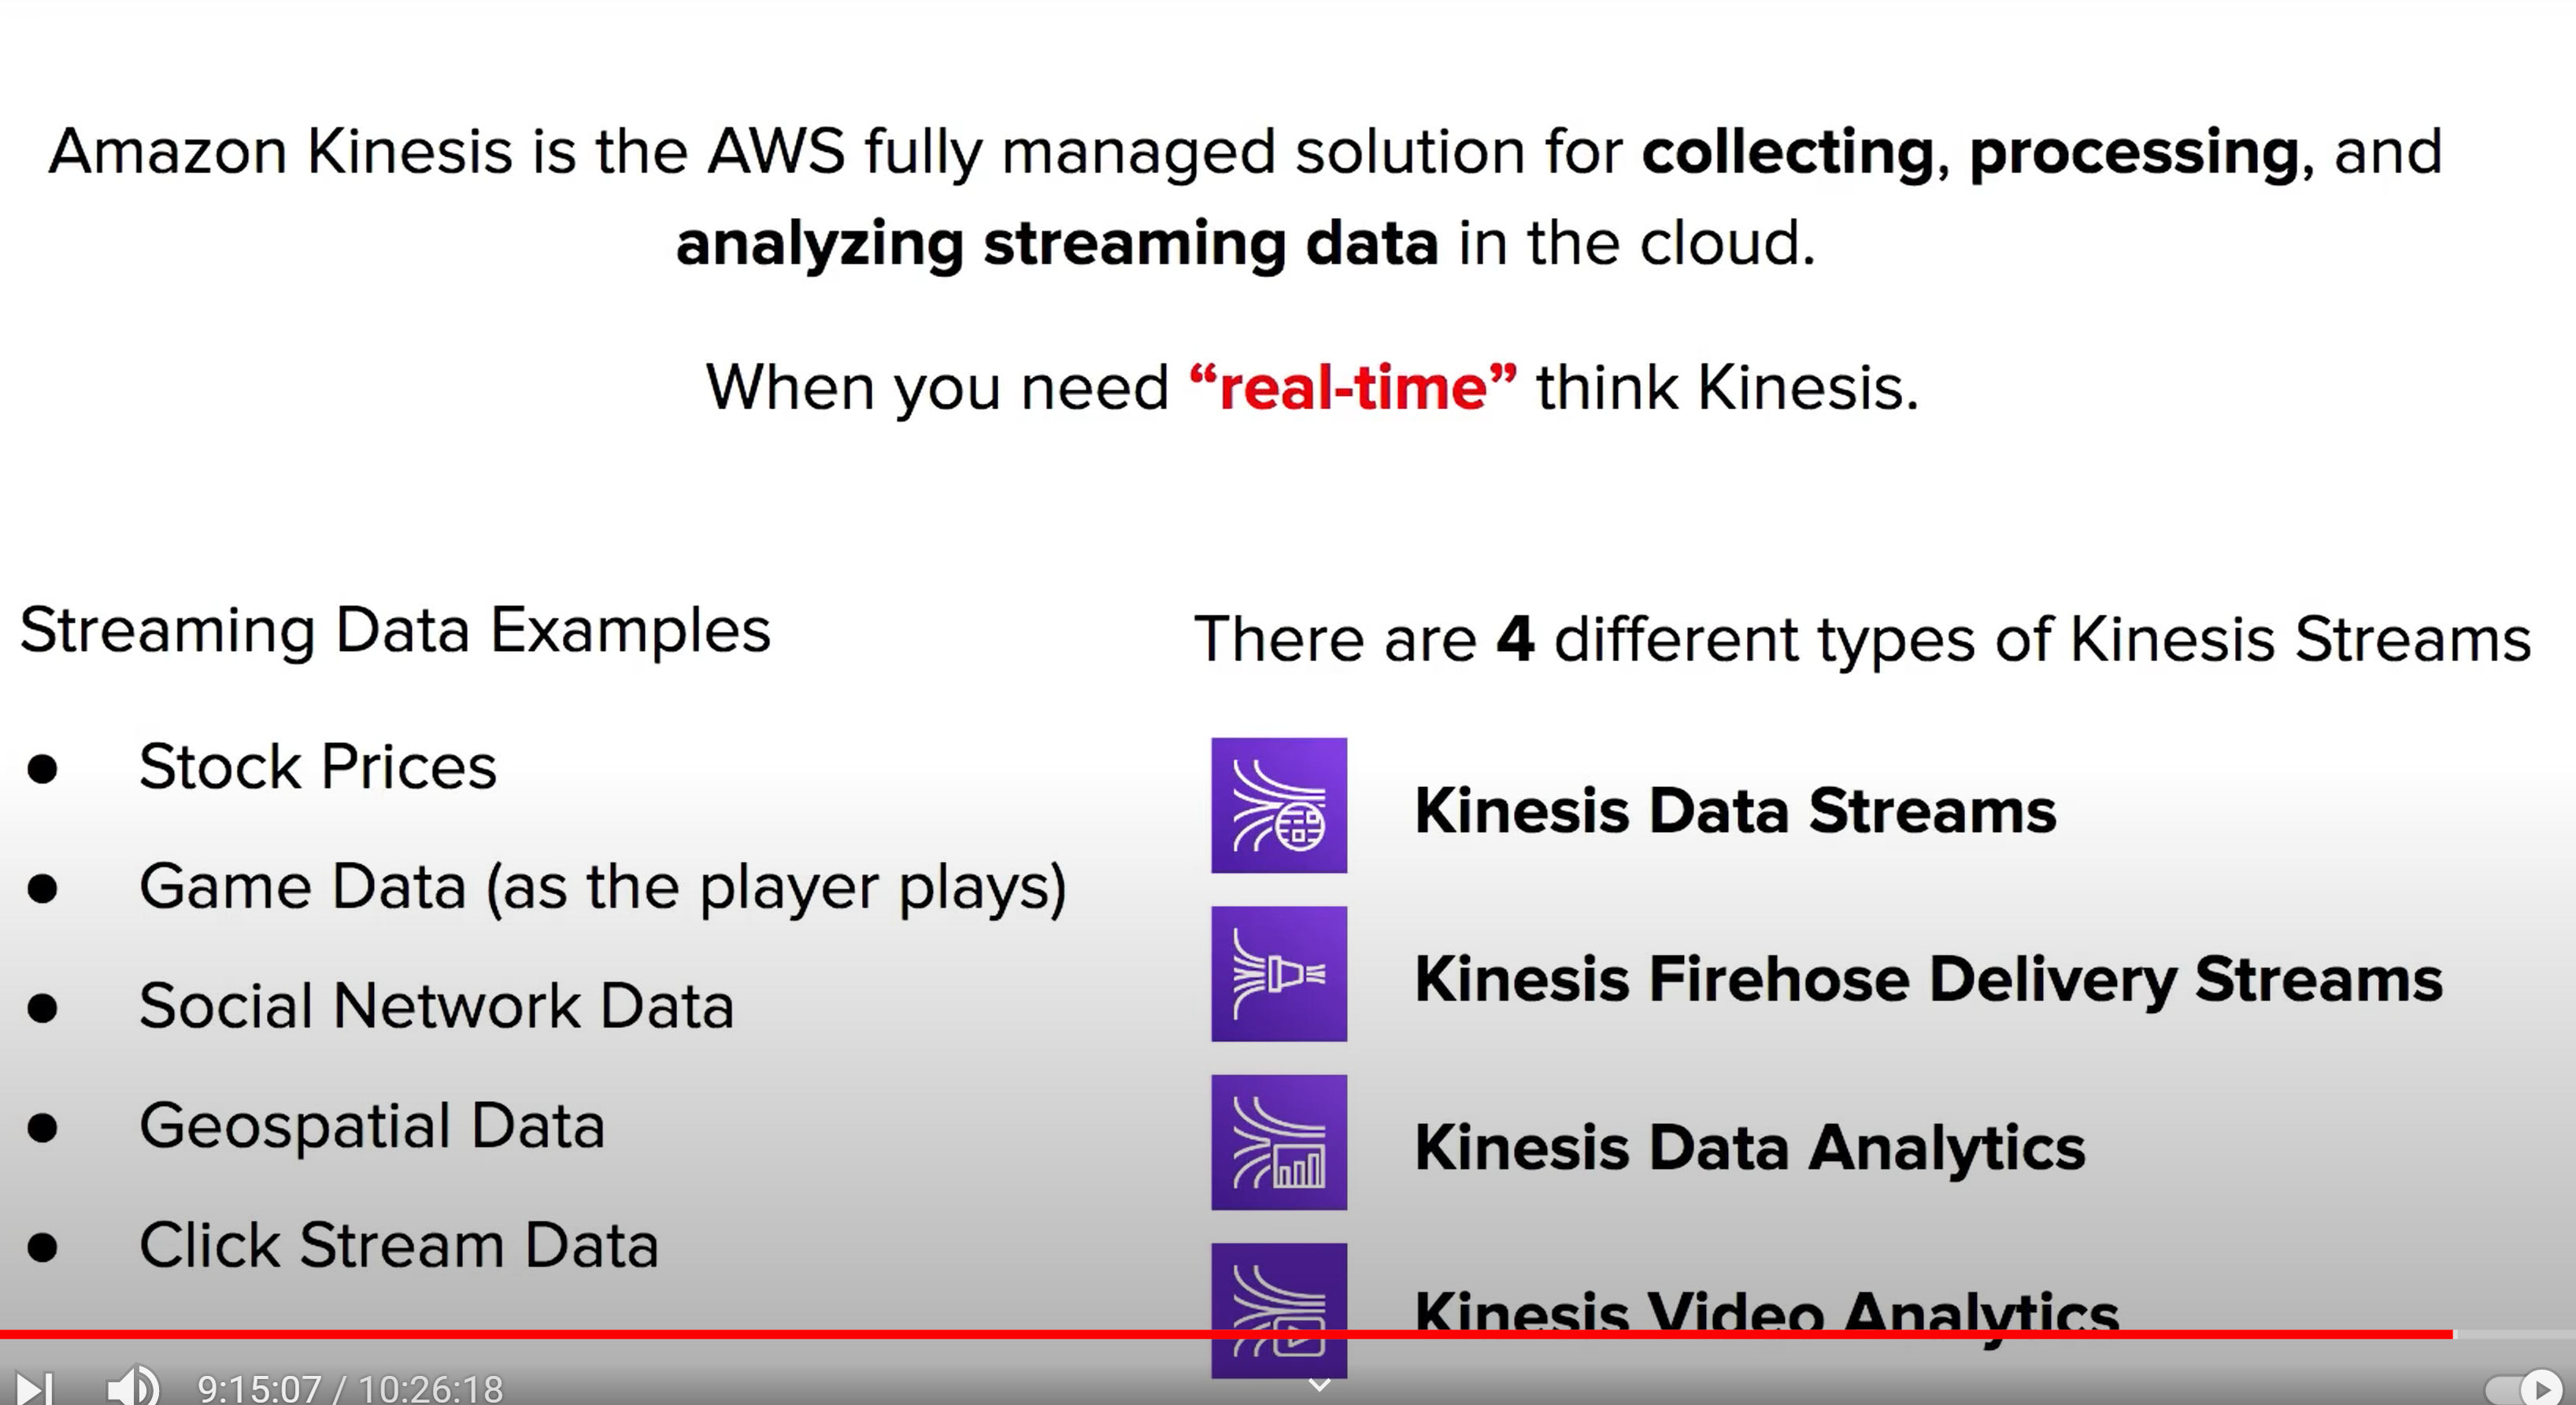 Amazon Kinesis is the AWS fully managed solution for collecting, processing, and
analyzing streaming data in the cloud.
When you need “real-time” think Kinesis.
Streaming Data Examples
● Stock Prices
● Game Data (as the player plays)
● Social Network Data
● Geospatial Data
● Click Stream Data
There are 4 different types of Kinesis Streams
Kinesis Data Streams
Kinesis Firehose Delivery Streams
Kinesis Data Analytics
Kinesis Video Analytics
9:15:07 / 10:26:18